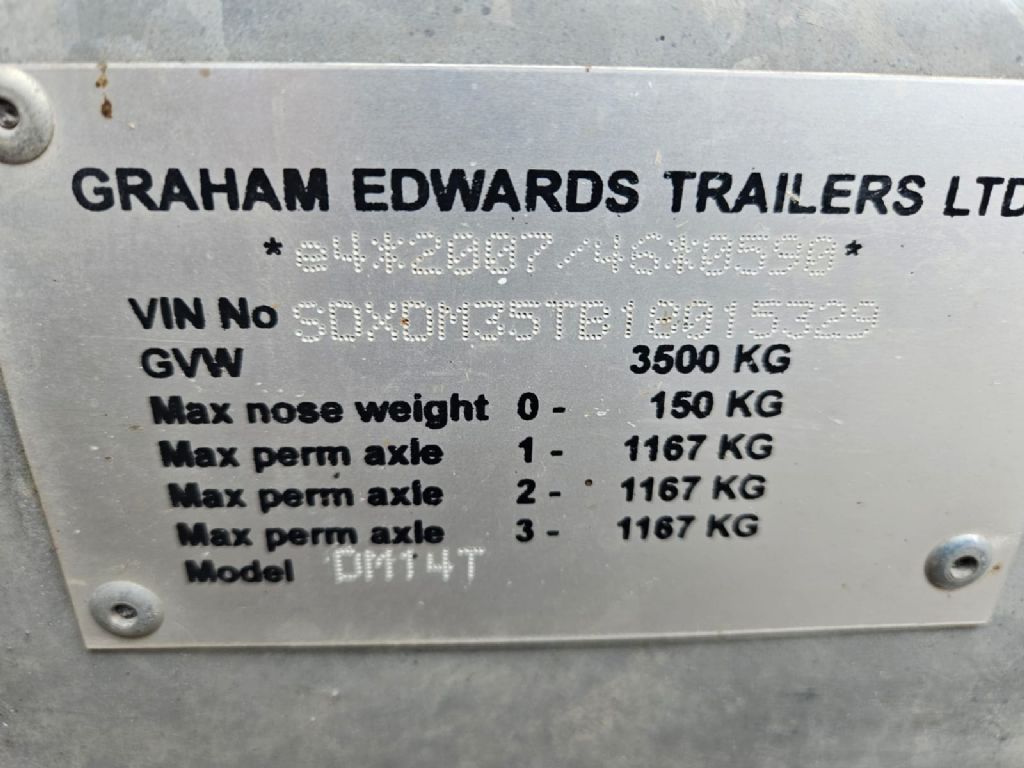 GRAHAM EDWARDS TRAILERS LTD
*e4*2007/46*0590*
VIN No SDXDM35TB10015329
GVW 3500 KG
Max nose weight 0 - 150 KG
Max perm axle 1 - 1167 KG
Max perm axle 2 - 1167 KG
Max perm axle 3 - 1167 KG
Model DM14T